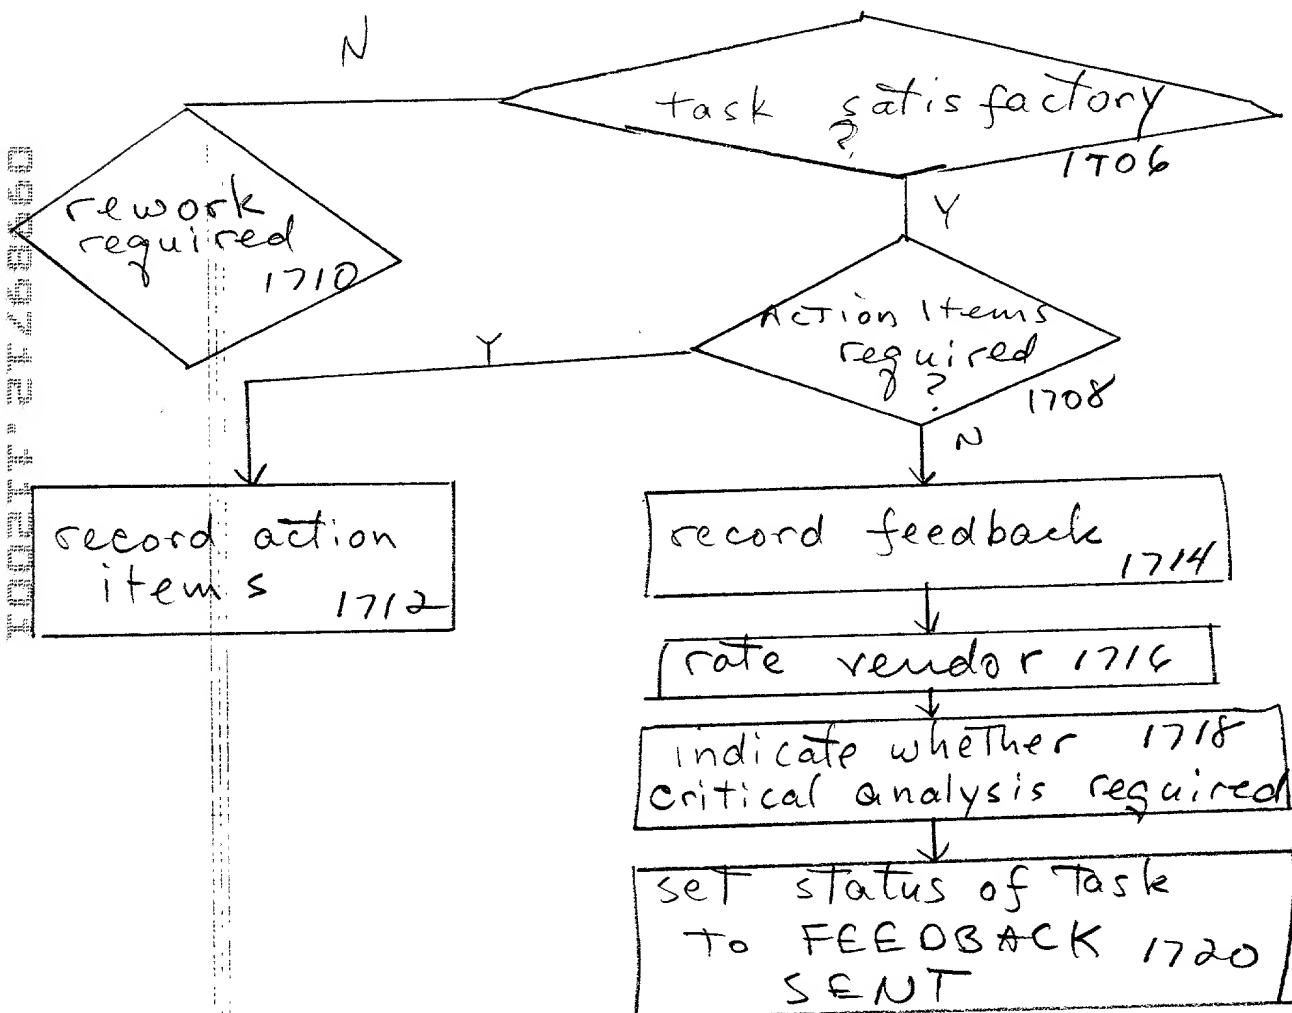 N
task satisfactory
?
1706
Y
rework
required
1710
Action Items
required
?
1708
Y
N
record action
items 1712
record feedback
1714
rate vendor 1716
indicate whether 1718
critical analysis required
set status of Task
To FEEDBACK 1720
SENT